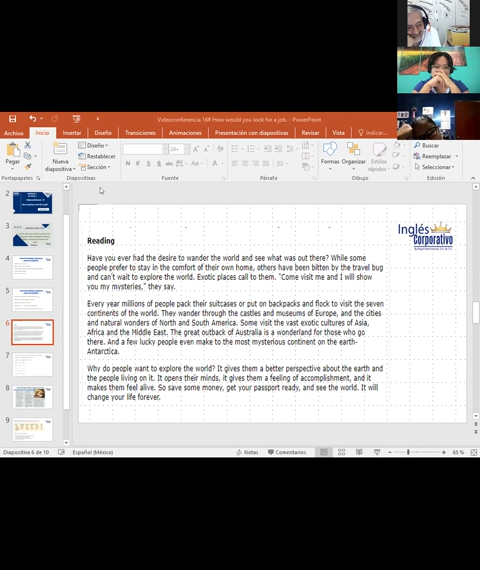 Videoconferencia 16# How would you look for a job. - PowerPoint
Archivo Inicio Insertar Diseño Transiciones Animaciones Presentación con diapositivas Revisar Vista Indicar...
Pegar Nueva diapositiva Diseño Restablecer Sección
Formas Organizar Estilos rápidos
Buscar Reemplazar Seleccionar
Portapapeles Diapositivas Fuente Párrafo Dibujo Edición
2
3
4
5
6
7
8
9
Inglés
Corporativo
Reading
Have you ever had the desire to wander the world and see what was out there? While some
people prefer to stay in the comfort of their own home, others have been bitten by the travel bug
and can't wait to explore the world. Exotic places call to them. "Come visit me and I will show
you my mysteries," they say.
Every year millions of people pack their suitcases or put on backpacks and flock to visit the seven
continents of the world. They wander through the castles and museums of Europe, and the cities
and natural wonders of North and South America. Some visit the vast exotic cultures of Asia,
Africa and the Middle East. The great outback of Australia is a wonderland for those who go
there. And a few lucky people even make to the most mysterious continent on the earth-
Antarctica.
Why do people want to explore the world? It gives them a better perspective about the earth and
the people living on it. It opens their minds, it gives them a feeling of accomplishment, and it
makes them feel alive. So save some money, get your passport ready, and see the world. It will
change your life forever.
Diapositiva 6 de 10 Español (México) Notas Comentarios 65 %